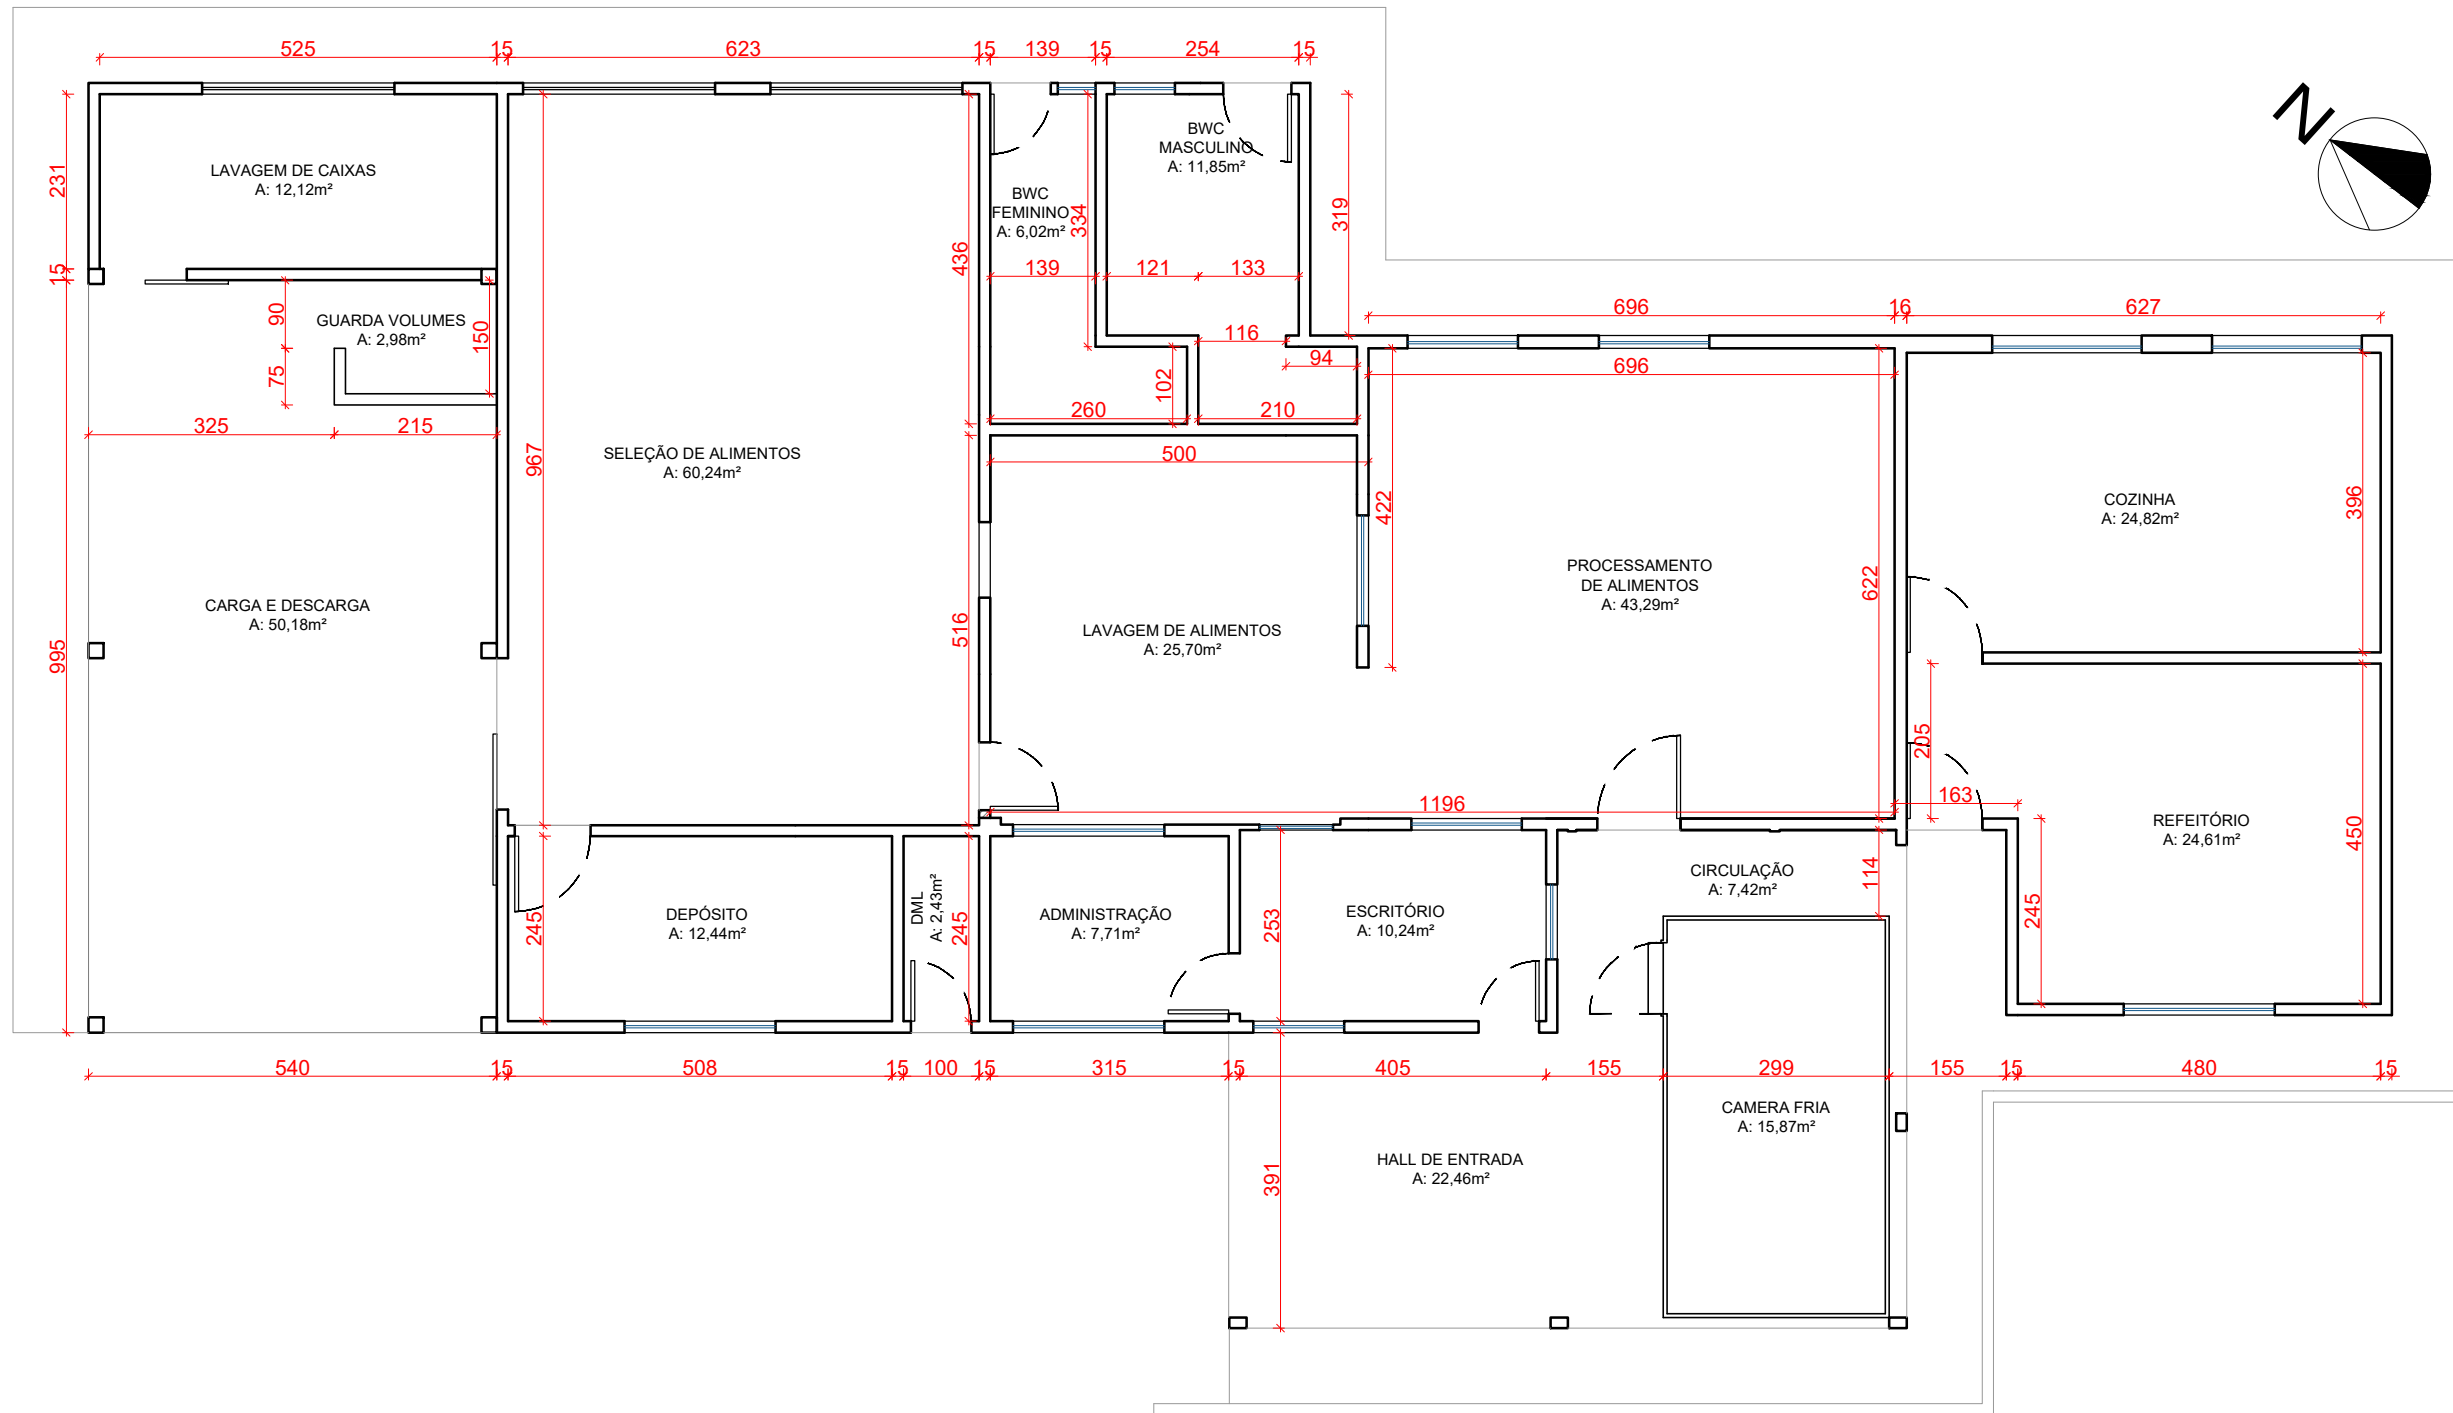 525
15
623
15
139
15
254
15
N
LAVAGEM DE CAIXAS
A: 12,12m²
231
15
BWC
MASCULINO
A: 11,85m²
BWC
FEMININO
A: 6,02m²
334
319
436
139
121
133
GUARDA VOLUMES
A: 2,98m²
90
75
150
325
215
696
16
627
116
94
696
102
260
210
500
422
967
SELEÇÃO DE ALIMENTOS
A: 60,24m²
COZINHA
A: 24,82m²
396
PROCESSAMENTO
DE ALIMENTOS
A: 43,29m²
622
CARGA E DESCARGA
A: 50,18m²
995
516
LAVAGEM DE ALIMENTOS
A: 25,70m²
205
1196
163
REFEITÓRIO
A: 24,61m²
450
CIRCULAÇÃO
A: 7,42m²
114
245
DEPÓSITO
A: 12,44m²
245
DML
A: 2,43m²
245
ADMINISTRAÇÃO
A: 7,71m²
253
ESCRITÓRIO
A: 10,24m²
540
15
508
15
100
15
315
15
405
155
299
155
15
480
15
CAMERA FRIA
A: 15,87m²
HALL DE ENTRADA
A: 22,46m²
391